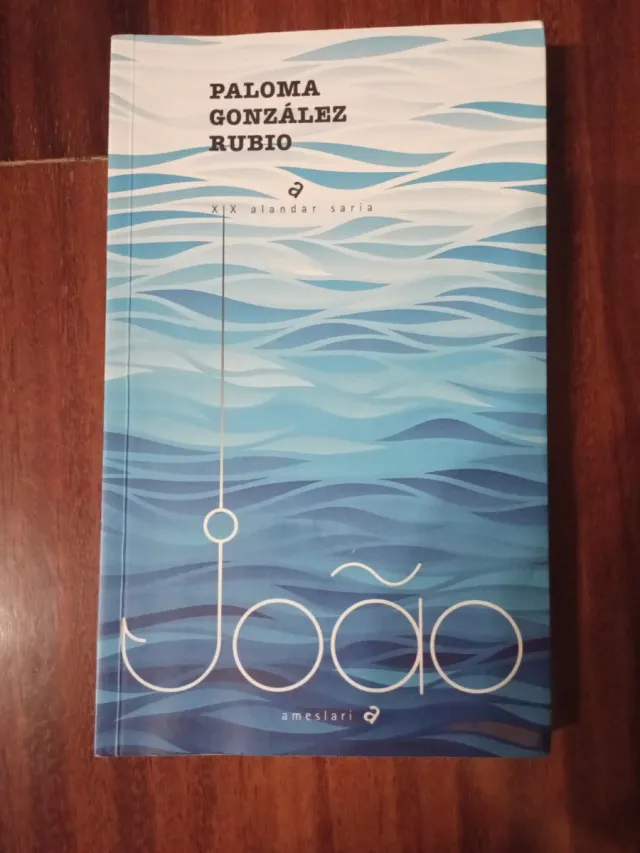 PALOMA
GONZÁLEZ
RUBIO
a
XIX alandar saria
João
ameslari a